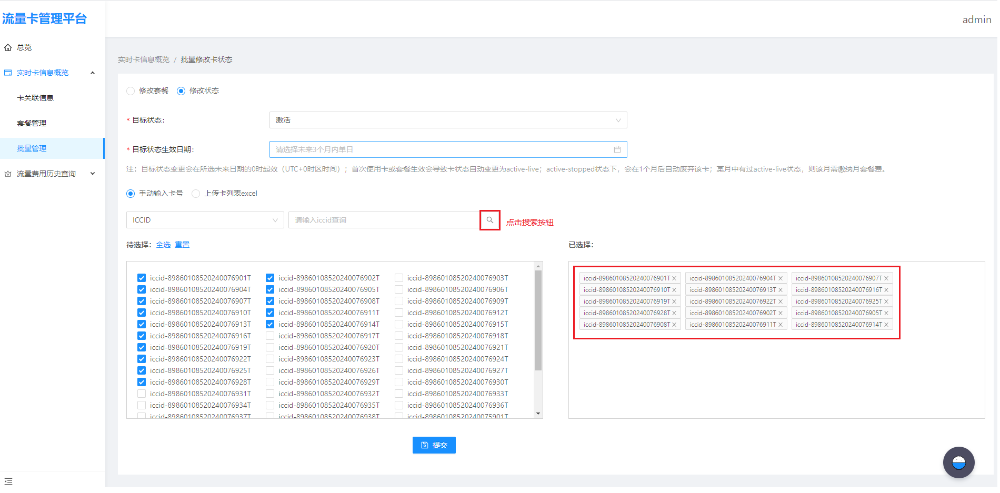 流量卡管理平台
admin
总览
实时卡信息概览
卡关联信息
套餐管理
批量管理
流量费用历史查询
实时卡信息概览 / 批量修改卡状态
修改套餐 修改状态
* 目标状态： 激活
* 目标状态生效日期： 请选择未来3个月内单日
注：目标状态变更会在所选未来日期的0时起效（UTC+0时区时间）；首次使用卡或套餐生效会导致卡状态自动变更为active-live；active-stopped状态下，会在1个月后自动废弃该卡；某月中有过active-live状态，则该月需缴纳月套餐费。
手动输入卡号 上传卡列表excel
ICCID 请输入iccid查询 点击搜索按钮
待选择： 全选 重置
iccid-89860108520240076901T iccid-89860108520240076902T iccid-89860108520240076903T
iccid-89860108520240076904T iccid-89860108520240076905T iccid-89860108520240076906T
iccid-89860108520240076907T iccid-89860108520240076908T iccid-89860108520240076909T
iccid-89860108520240076910T iccid-89860108520240076911T iccid-89860108520240076912T
iccid-89860108520240076913T iccid-89860108520240076914T iccid-89860108520240076915T
iccid-89860108520240076916T iccid-89860108520240076917T iccid-89860108520240076918T
iccid-89860108520240076919T iccid-89860108520240076920T iccid-89860108520240076921T
iccid-89860108520240076922T iccid-89860108520240076923T iccid-89860108520240076924T
iccid-89860108520240076925T iccid-89860108520240076926T iccid-89860108520240076927T
iccid-89860108520240076928T iccid-89860108520240076929T iccid-89860108520240076930T
iccid-89860108520240076931T iccid-89860108520240076932T iccid-89860108520240076933T
iccid-89860108520240076934T iccid-89860108520240076935T iccid-89860108520240076936T
iccid-89860108520240076937T iccid-89860108520240076938T iccid-89860108520240075901T
已选择：
iccid-89860108520240076901T iccid-89860108520240076904T iccid-89860108520240076907T
iccid-89860108520240076910T iccid-89860108520240076913T iccid-89860108520240076916T
iccid-89860108520240076919T iccid-89860108520240076922T iccid-89860108520240076925T
iccid-89860108520240076928T iccid-89860108520240076902T iccid-89860108520240076905T
iccid-89860108520240076908T iccid-89860108520240076911T iccid-89860108520240076914T
提交